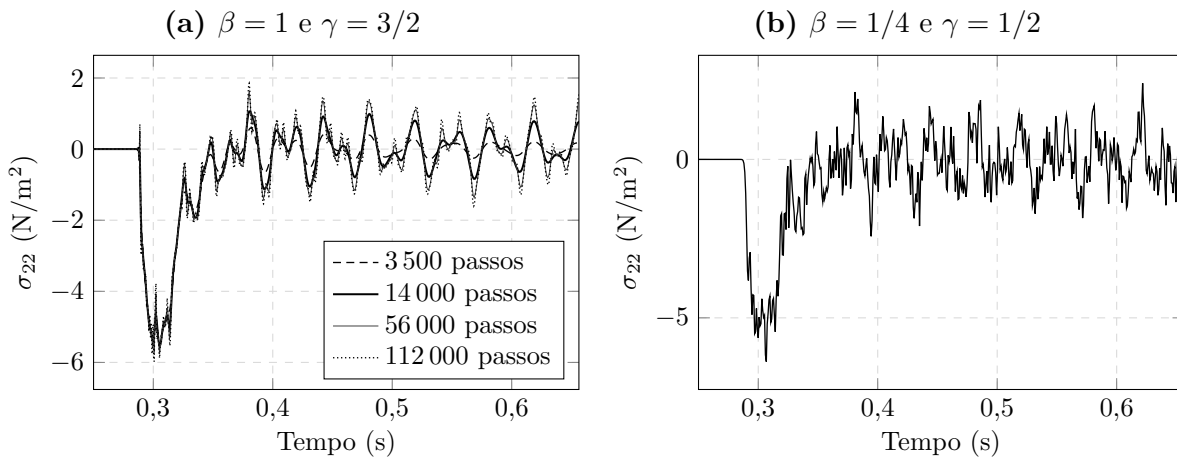 (a) β = 1 e γ = 3/2
2
0
−2
−4
−6
σ22 (N/m²)
0,3
0,4
0,5
0,6
Tempo (s)
3 500 passos
14 000 passos
56 000 passos
112 000 passos
(b) β = 1/4 e γ = 1/2
0
−5
σ22 (N/m²)
0,3
0,4
0,5
0,6
Tempo (s)